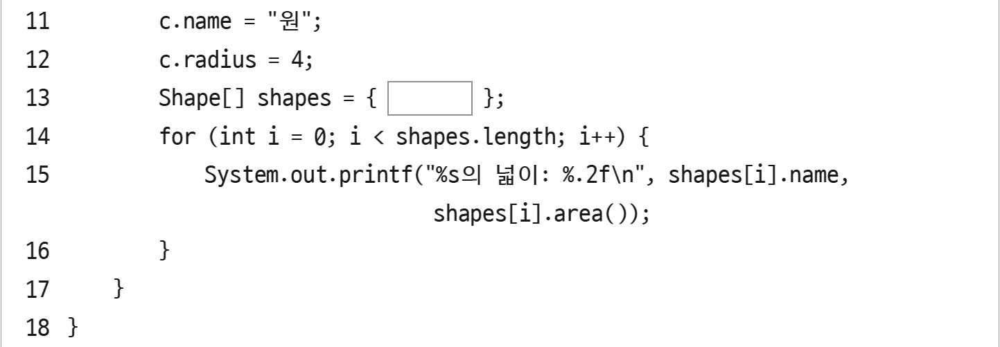 11 c.name = "원";
12 c.radius = 4;
13 Shape[] shapes = { };
14 for (int i = 0; i < shapes.length; i++) {
15 System.out.printf("%s의 넓이: %.2f\n", shapes[i].name,
shapes[i].area());
16 }
17 }
18 }